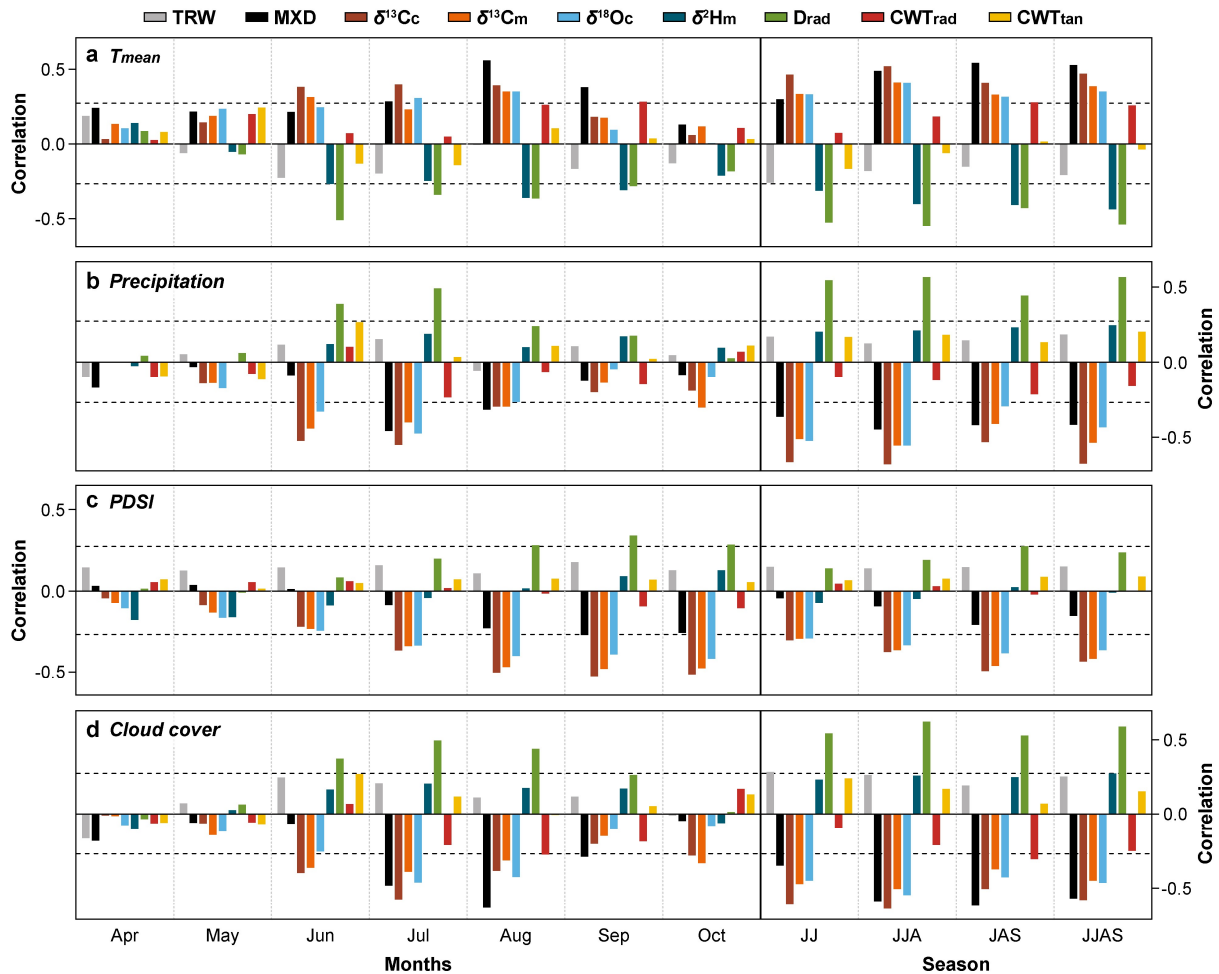 TRW MXD δ¹³Cc δ¹³Cm δ¹⁸Oc δ²Hm Drad CWTrad CWTtan
a Tmean
0.5
0.0
-0.5
Correlation
b Precipitation
0.5
0.0
-0.5
Correlation
c PDSI
0.5
0.0
-0.5
Correlation
d Cloud cover
0.5
0.0
-0.5
Correlation
Apr May Jun Jul Aug Sep Oct JJ JJA JAS JJAS
Months Season